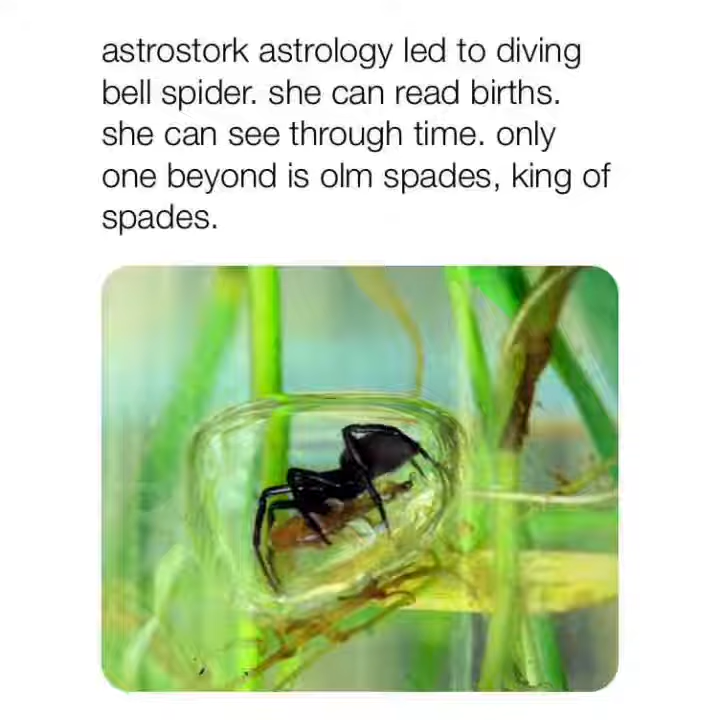 astrostork astrology led to diving
bell spider. she can read births.
she can see through time. only
one beyond is olm spades, king of
spades.